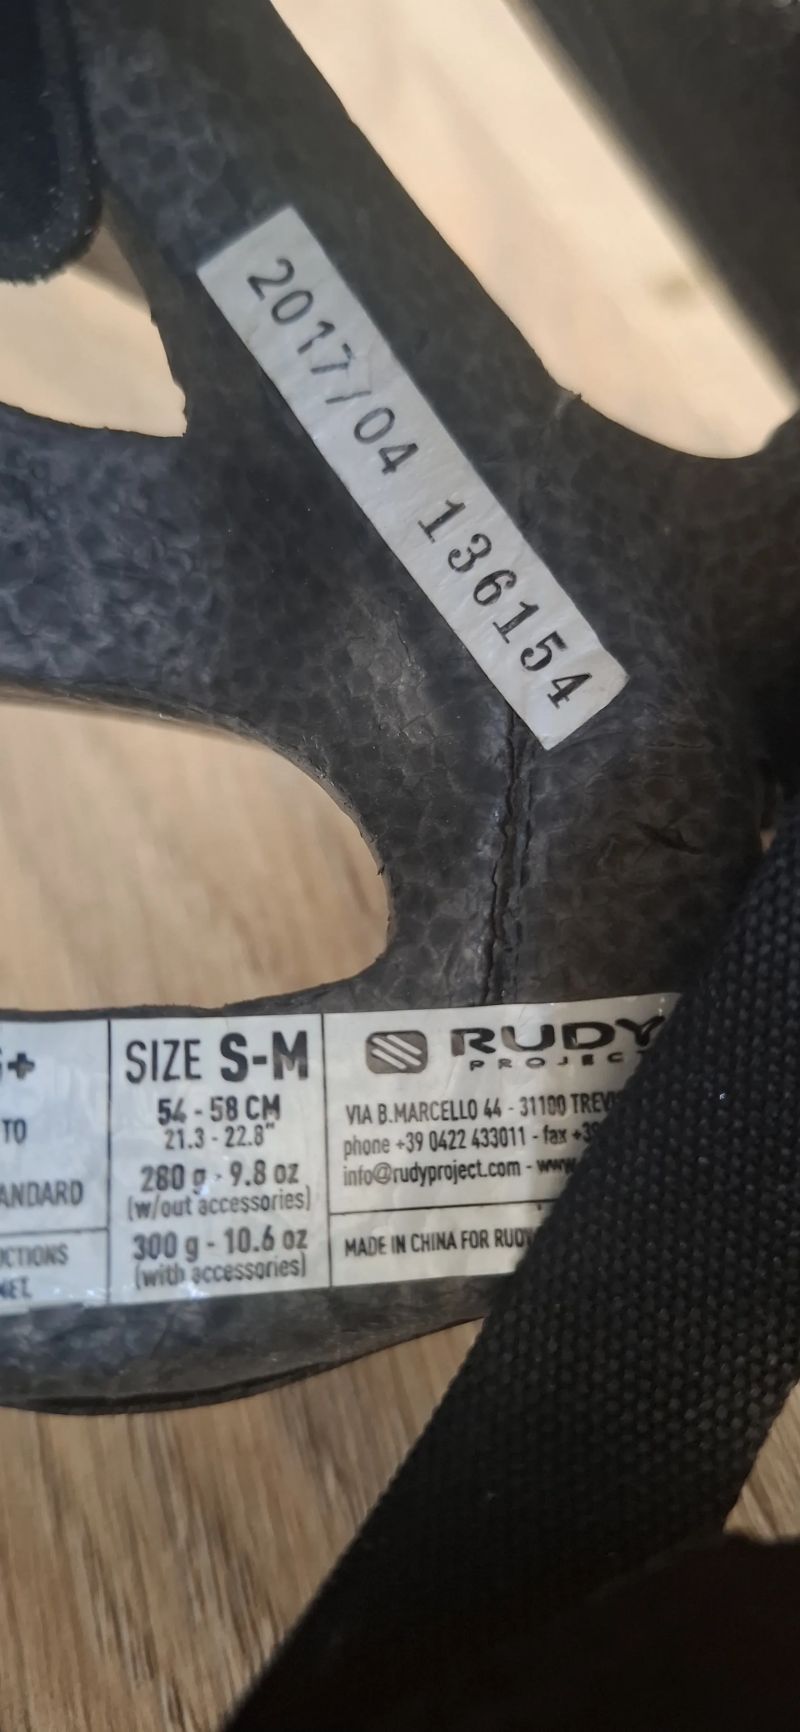 2017/04 136154
TO
SIZE S-M
54 - 58 CM
21.3 - 22.8"
280 g - 9.8 oz
(w/out accessories)
300 g - 10.6 oz
(with accessories)
RUDY
PROJECT
VIA B.MARCELLO 44 - 31100
phone +39 0422 433011 - fax
info@rudyproject.com -
MADE IN CHINA FOR